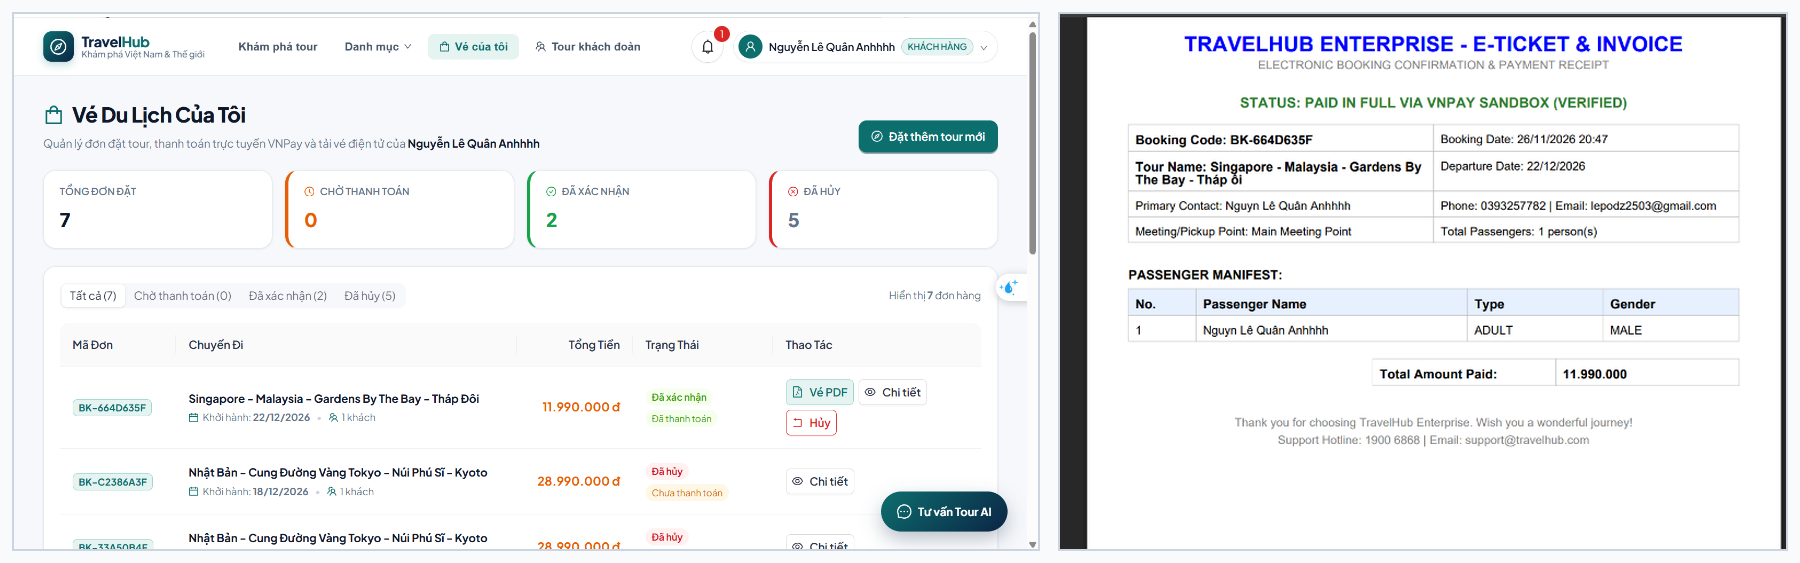 TravelHub
Khám phá Việt Nam & Thế giới
Khám phá tour
Danh mục
Vé của tôi
Tour khách đoàn
1
Nguyễn Lê Quân Anhhhh
KHÁCH HÀNG
Vé Du Lịch Của Tôi
Quản lý đơn đặt tour, thanh toán trực tuyến VNPay và tải vé điện tử của Nguyễn Lê Quân Anhhhh
Đặt thêm tour mới
TỔNG ĐƠN ĐẶT
7
CHỜ THANH TOÁN
0
ĐÃ XÁC NHẬN
2
ĐÃ HỦY
5
Tất cả (7)
Chờ thanh toán (0)
Đã xác nhận (2)
Đã hủy (5)
Hiển thị 7 đơn hàng
Mã Đơn
Chuyến Đi
Tổng Tiền
Trạng Thái
Thao Tác
BK-664D635F
Singapore - Malaysia - Gardens By The Bay - Tháp Đôi
Khởi hành: 22/12/2026 • 1 khách
11.990.000 đ
Đã xác nhận
Đã thanh toán
Vé PDF
Chi tiết
Hủy
BK-C2386A3F
Nhật Bản - Cung Đường Vàng Tokyo - Núi Phú Sĩ - Kyoto
Khởi hành: 18/12/2026 • 1 khách
28.990.000 đ
Đã hủy
Chưa thanh toán
Chi tiết
BK-33A50B4F
Nhật Bản - Cung Đường Vàng Tokyo - Núi Phú Sĩ - Kyoto
28.990.000 đ
Đã hủy
Chi tiết
Tư vấn Tour AI
TRAVELHUB ENTERPRISE - E-TICKET & INVOICE
ELECTRONIC BOOKING CONFIRMATION & PAYMENT RECEIPT
STATUS: PAID IN FULL VIA VNPAY SANDBOX (VERIFIED)
Booking Code: BK-664D635F
Booking Date: 26/11/2026 20:47
Tour Name: Singapore - Malaysia - Gardens By
The Bay - Tháp ôi
Departure Date: 22/12/2026
Primary Contact: Nguyn Lê Quân Anhhhh
Phone: 0393257782 | Email: lepodz2503@gmail.com
Meeting/Pickup Point: Main Meeting Point
Total Passengers: 1 person(s)
PASSENGER MANIFEST:
No.
Passenger Name
Type
Gender
1
Nguyn Lê Quân Anhhhh
ADULT
MALE
Total Amount Paid:
11.990.000
Thank you for choosing TravelHub Enterprise. Wish you a wonderful journey!
Support Hotline: 1900 6868 | Email: support@travelhub.com